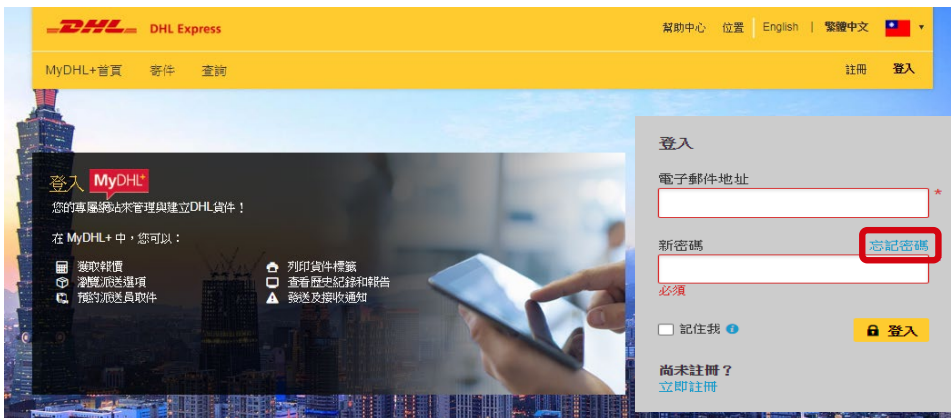 DHL DHL Express
幫助中心 位置 English | 繁體中文
MyDHL+首頁 寄件 查詢
註冊 登入
登入 MyDHL+
您的專屬網站來管理與建立DHL貨件！
在 MyDHL+ 中，您可以：
獲取報價
瀏覽派送選項
預約派送員取件
列印貨件標籤
查看歷史紀錄和報告
發送及接收通知
登入
電子郵件地址
*
新密碼 忘記密碼
必須
記住我
登入
尚未註冊？
立即註冊